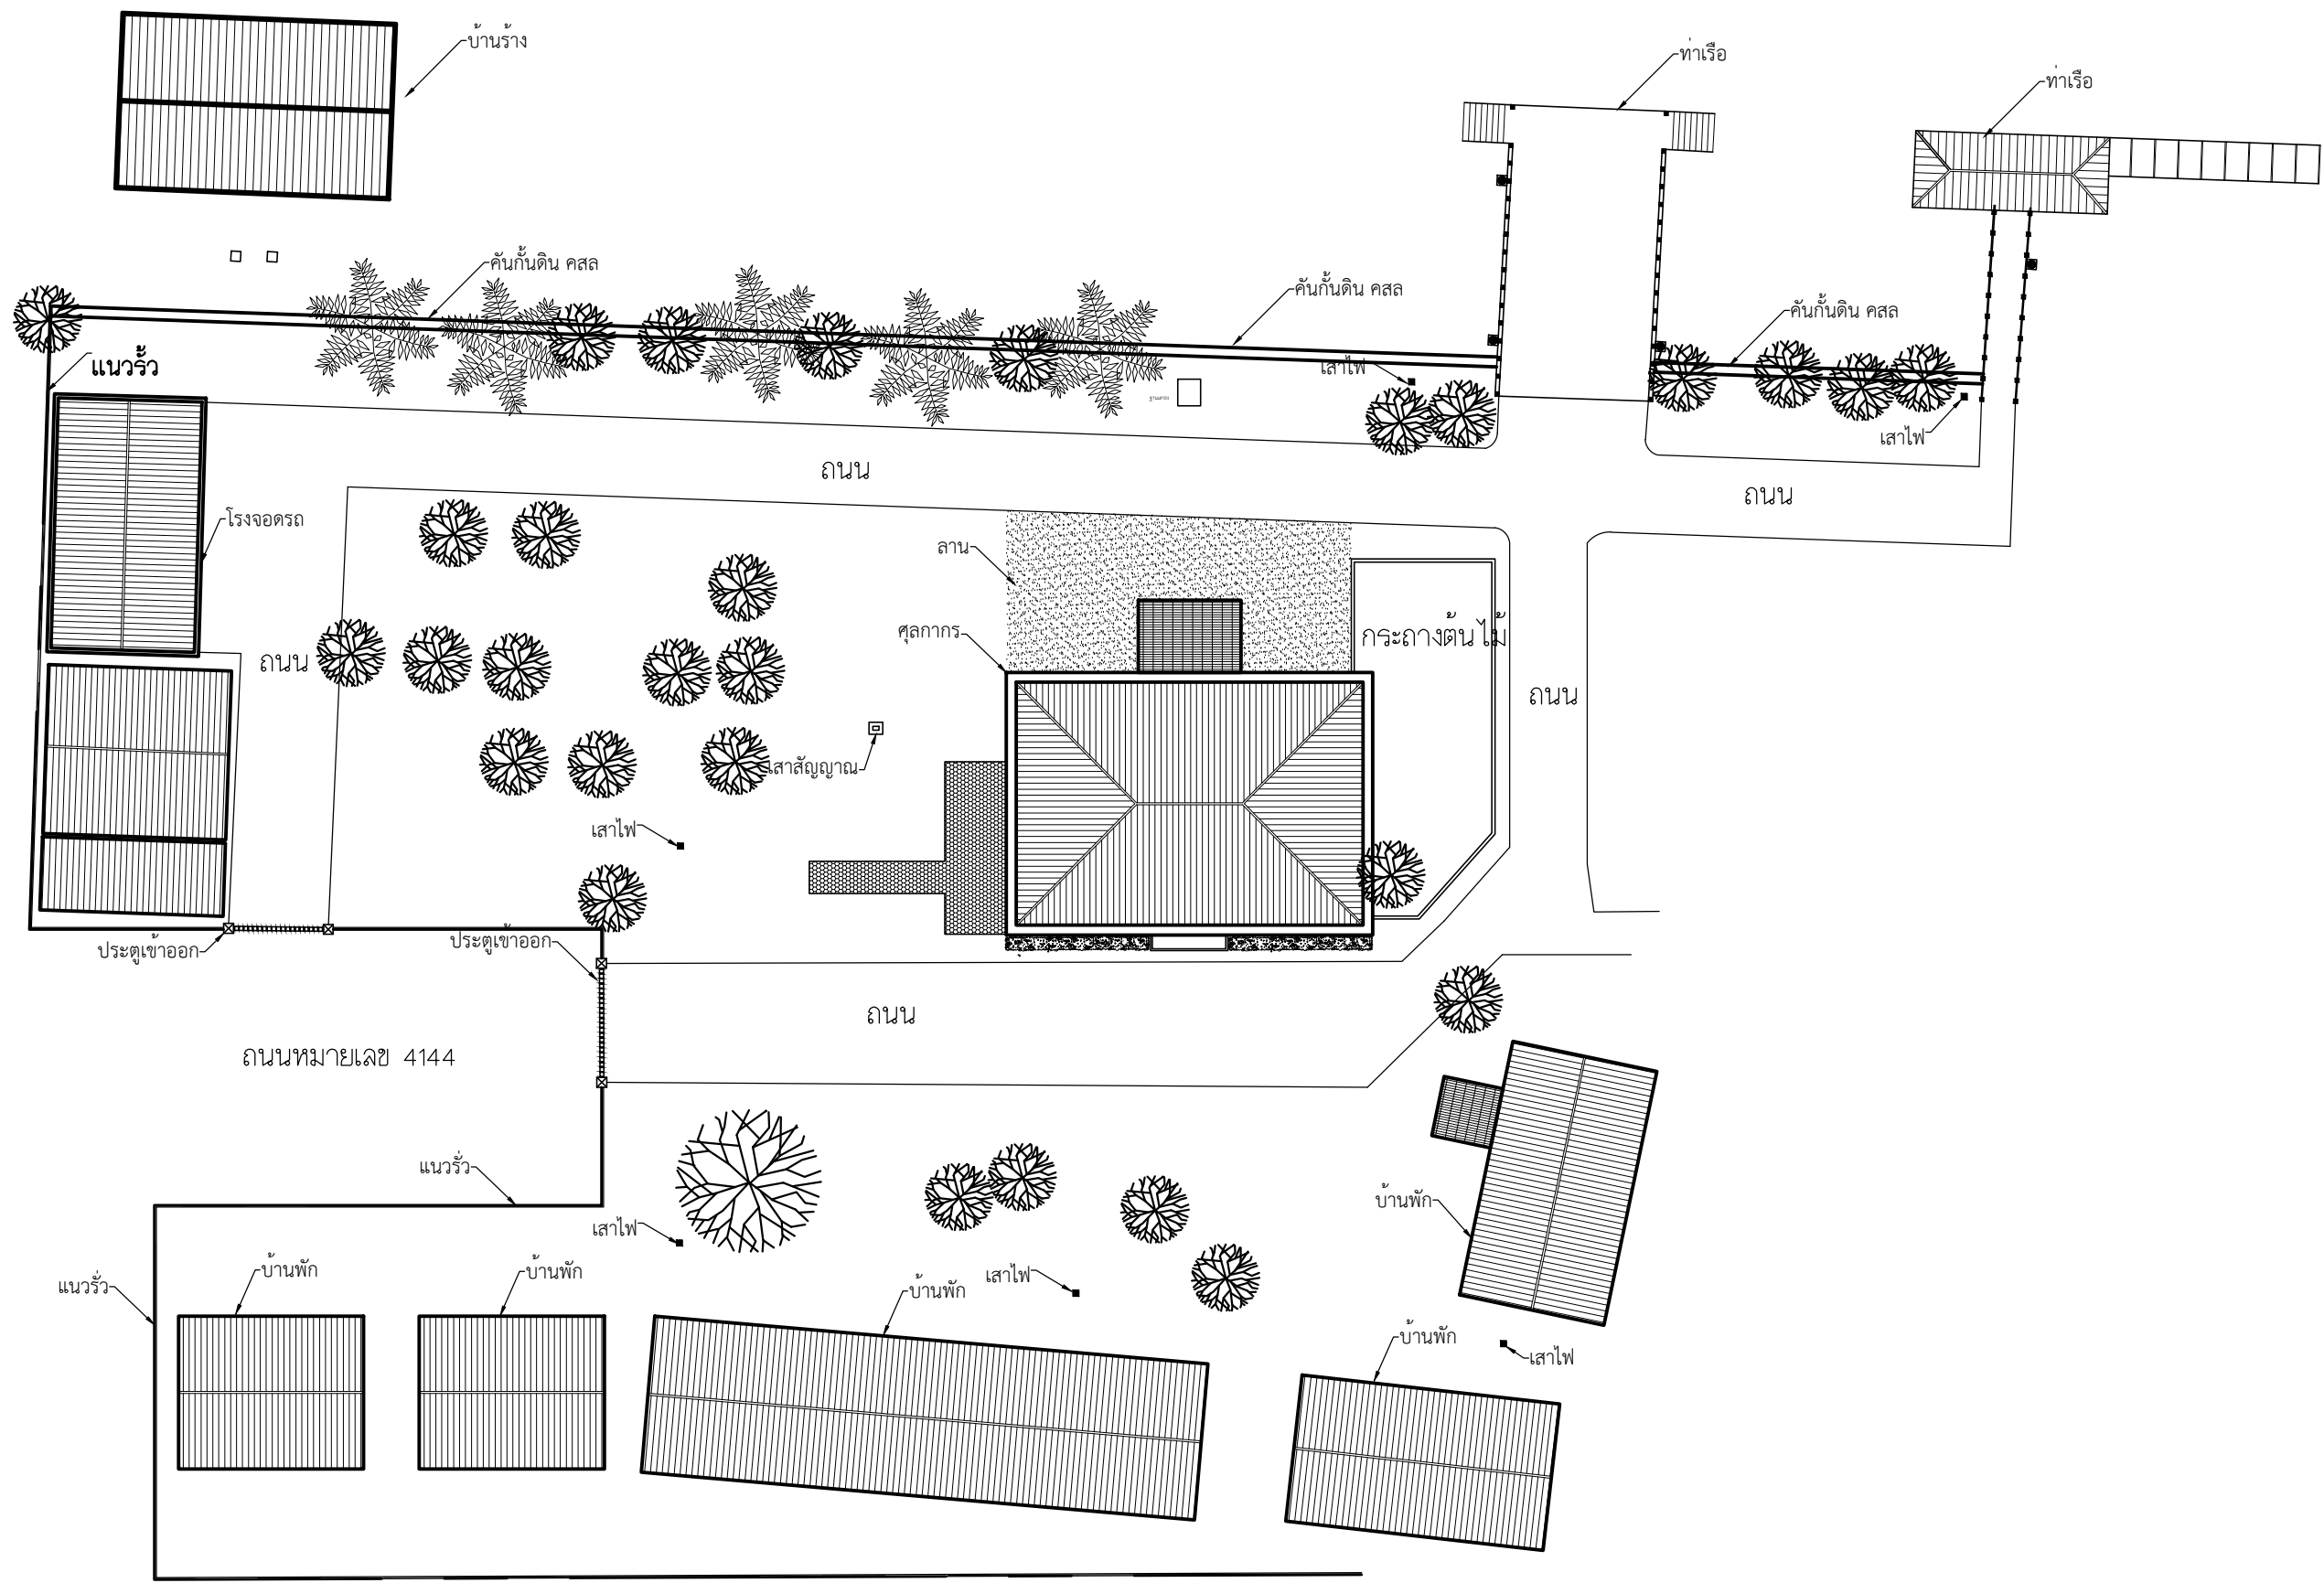 บ้านร้าง
ท่าเรือ
ท่าเรือ
คันกั้นดิน คสล
คันกั้นดิน คสล
คันกั้นดิน คสล
แนวรั้ว
เสาไฟ
เสาไฟ
ถนน
ถนน
โรงจอดรถ
ลาน
ศุลกากร
กระถางต้นไม้
ถนน
ถนน
เสาสัญญาณ
เสาไฟ
ประตูเข้าออก
ประตูเข้าออก
ถนน
ถนนหมายเลข 4144
แนวรั้ว
บ้านพัก
เสาไฟ
บ้านพัก
บ้านพัก
เสาไฟ
แนวรั้ว
บ้านพัก
บ้านพัก
เสาไฟ